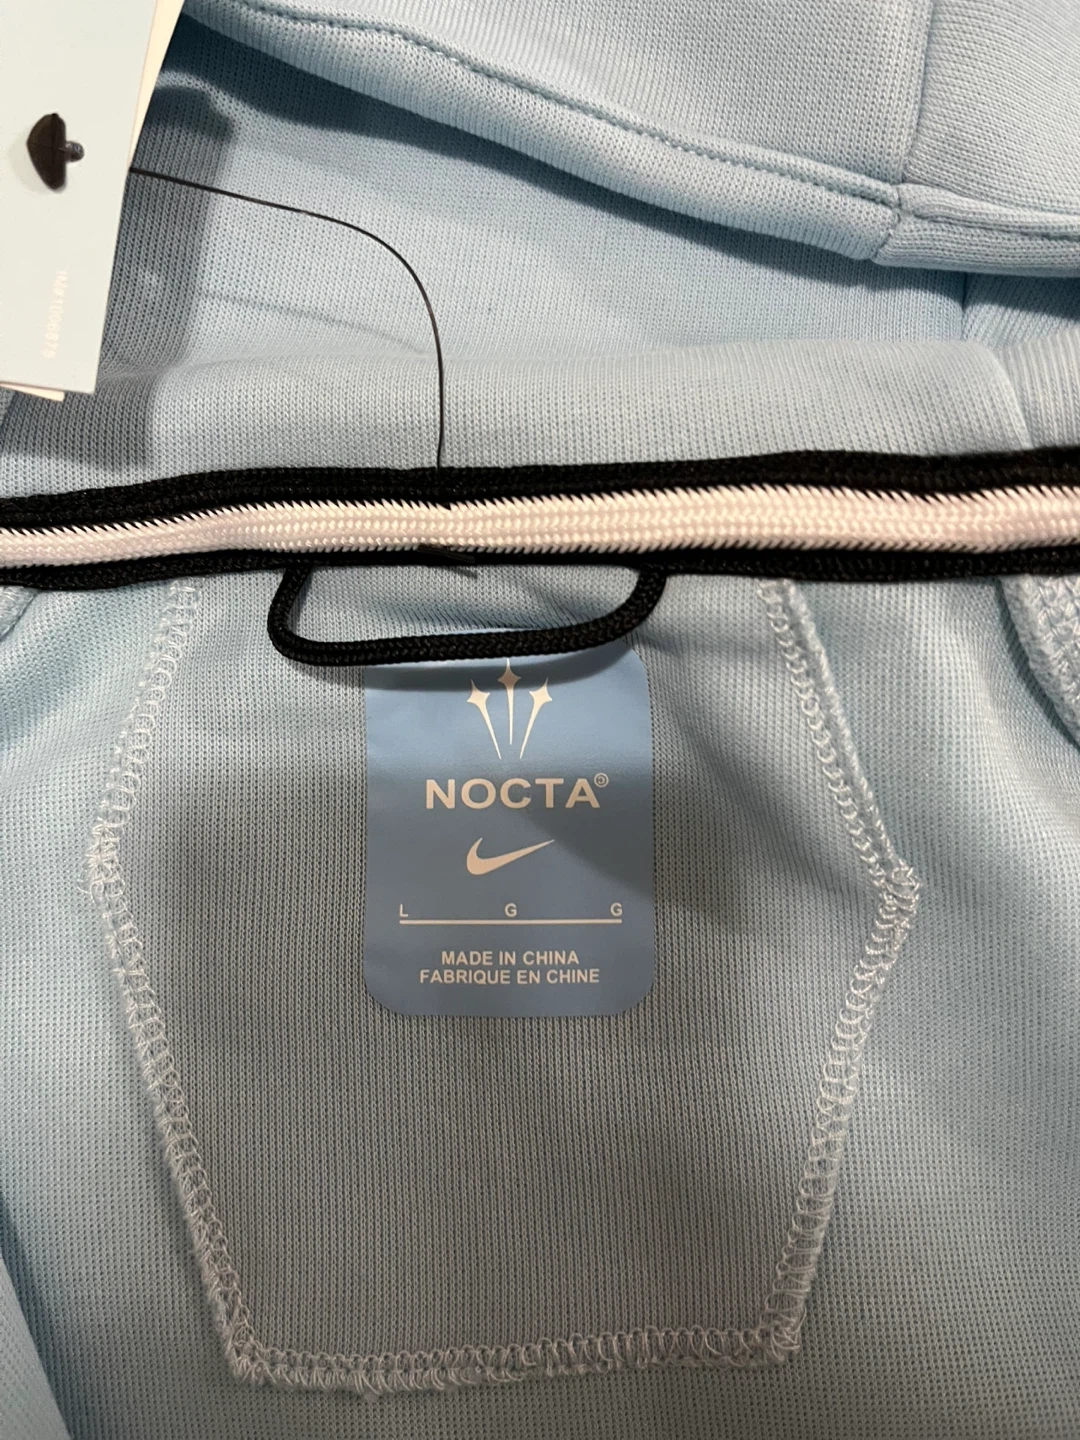 NOCTA®
L G G
MADE IN CHINA
FABRIQUE EN CHINE